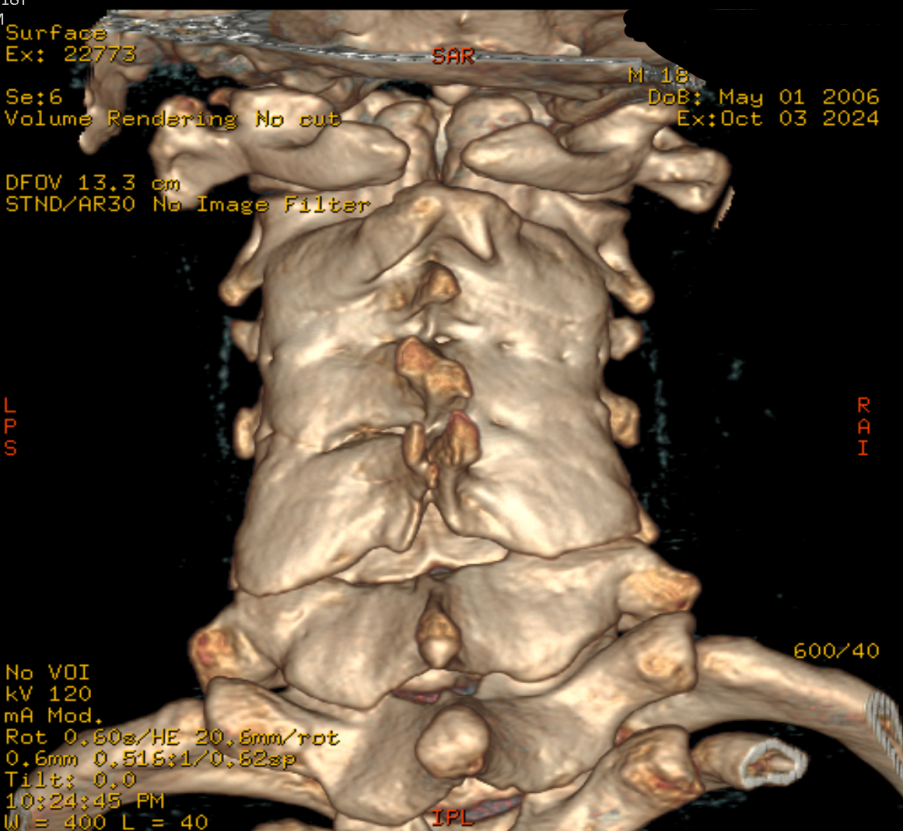 Surface
Ex: 22773
SAR
M 18
Se:6
DoB: May 01 2006
Volume Rendering No cut
Ex:Oct 03 2024
DFOV 13.3 cm
STND/AR30 No Image Filter
L
P
S
R
A
I
600/40
No VOI
kV 120
mA Mod.
Rot 0.60s/HE 20.6mm/rot
0.6mm 0.516:1/0.62sp
Tilt: 0.0
10:24:45 PM
W = 400 L = 40
IPL